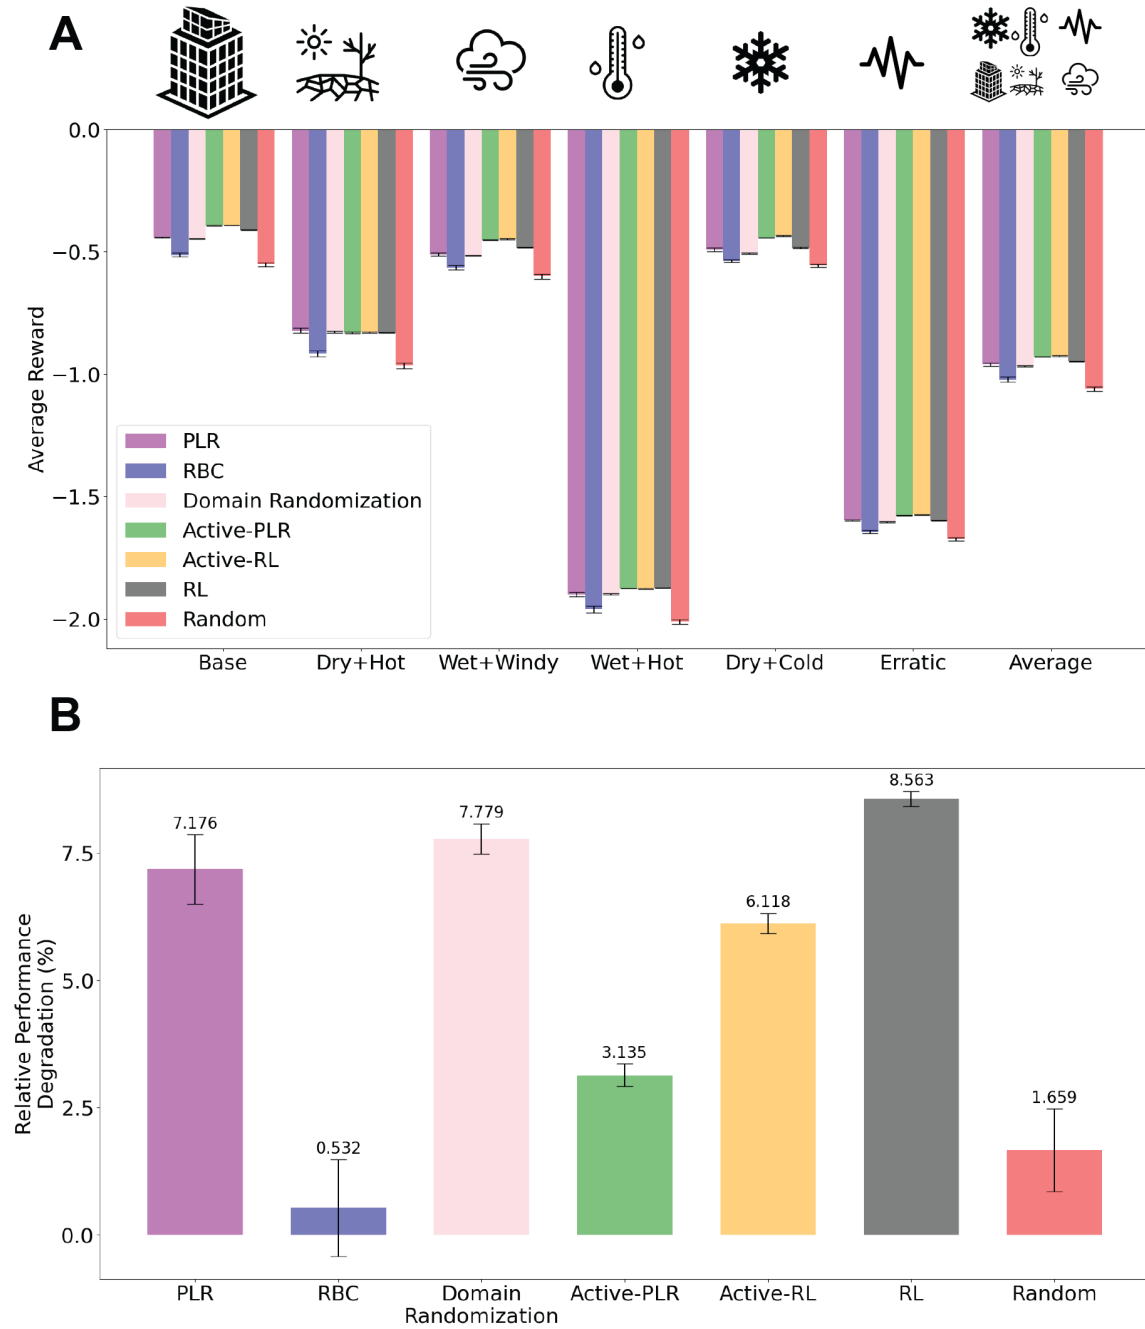 A
0.0
−0.5
−1.0
−1.5
−2.0
Average Reward
PLR
RBC
Domain Randomization
Active-PLR
Active-RL
RL
Random
Base Dry+Hot Wet+Windy Wet+Hot Dry+Cold Erratic Average
B
7.5
5.0
2.5
0.0
Relative Performance
Degradation (%)
7.176
0.532
7.779
3.135
6.118
8.563
1.659
PLR RBC Domain Active-PLR Active-RL RL Random
Randomization